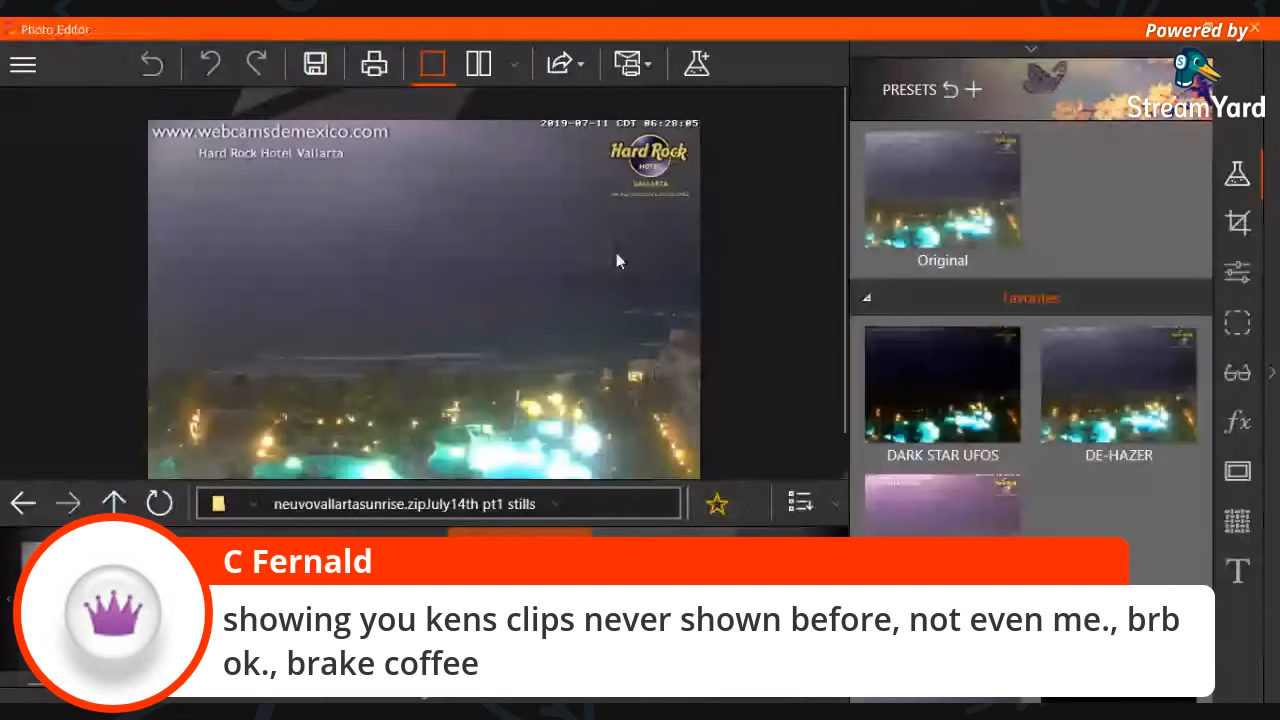 Photo Editor
Powered by
StreamYard
PRESETS
www.webcamsdemexico.com
2019-07-11 CDT 06:28:05
Hard Rock Hotel Vallarta
Hard Rock
HOTEL
VALLARTA
Original
Favorites
DARK STAR UFOS
DE-HAZER
neuvovallartasunrise.zipJuly14th pt1 stills
fx
T
C Fernald
showing you kens clips never shown before, not even me., brb
ok., brake coffee